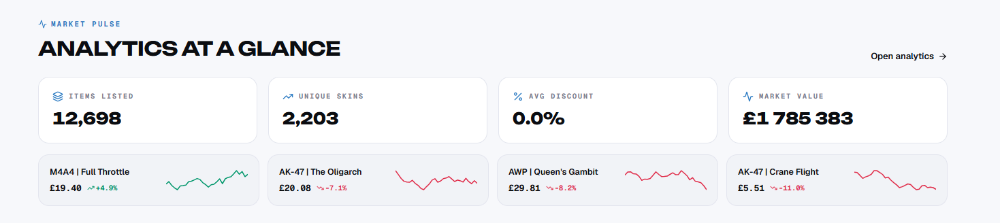 MARKET PULSE
ANALYTICS AT A GLANCE
Open analytics →
ITEMS LISTED
12,698
UNIQUE SKINS
2,203
AVG DISCOUNT
0.0%
MARKET VALUE
£1 785 383
M4A4 | Full Throttle
£19.40 +4.9%
AK-47 | The Oligarch
£20.08 -7.1%
AWP | Queen's Gambit
£29.81 -8.2%
AK-47 | Crane Flight
£5.51 -11.0%